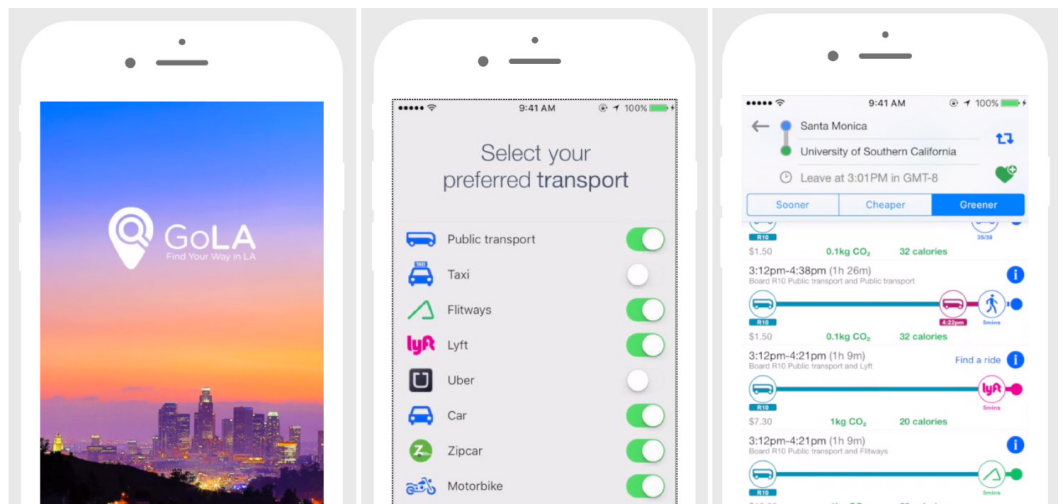 GoLA
Find Your Way in LA
9:41 AM
100%
Select your
preferred transport
Public transport
TAXI
Taxi
Flitways
lyft
Lyft
U
Uber
Car
Z
Zipcar
Motorbike
9:41 AM
100%
Santa Monica
University of Southern California
Leave at 3:01PM in GMT-8
Sooner
Cheaper
Greener
R10
35/38
$1.50
0.1kg CO₂
32 calories
3:12pm-4:38pm (1h 26m)
Board R10 Public transport and Public transport
R10
4:22pm
5mins
$1.50
0.1kg CO₂
32 calories
3:12pm-4:21pm (1h 9m)
Find a ride
Board R10 Public transport and Lyft
lyft
R10
5mins
$7.30
1kg CO₂
20 calories
3:12pm-4:21pm (1h 9m)
Board R10 Public transport and Flitways
R10
5mins